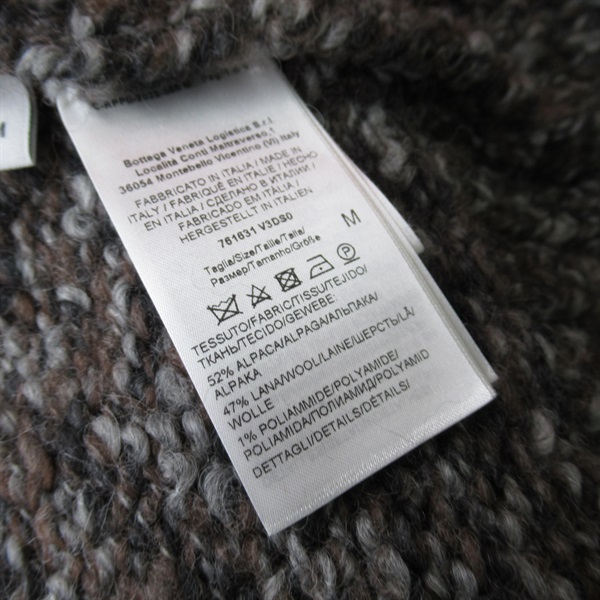 Bottega Veneta Logistica S.r.l.
Località Conti Maltraverso,1
36054 Montebello Vicentino (VI) Italy
FABBRICATO IN ITALIA / MADE IN
ITALY / FABRIQUÉ EN ITALIE / HECHO
EN ITALIA / СДЕЛАНО В ИТАЛИИ /
FABRICADO EM ITÁLIA /
HERGESTELLT IN ITALIEN
761631 V3DS0
Taglia/Size/Taille/Talla/
Размер/Tamanho/Größe
M
P
TESSUTO/FABRIC/TISSU/TEJIDO/
ТКАНЬ/TECIDO/GEWEBE:
52% ALPACA/ALPAGA/АЛЬПАКА/
ALPAKA
47% LANA/WOOL/LAINE/ШЕРСТЬ/LÃ/
WOLLE
1% POLIAMMIDE/POLYAMIDE/
POLIAMIDA/ПОЛИАМИД/POLYAMID
DETTAGLI/DETAILS/DÉTAILS/
M